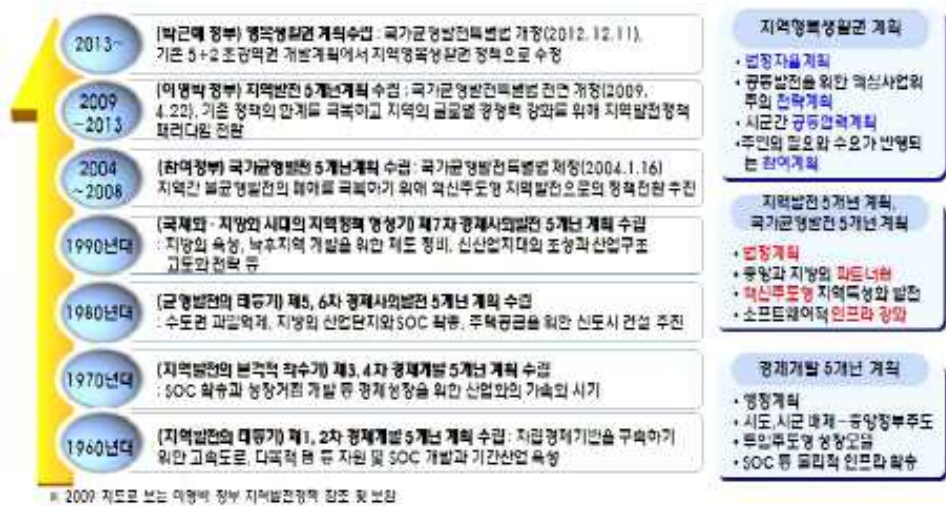 2013~
(박근혜 정부) 행복생활권 계획수립 : 국가균형발전특별법 개정(2012.12.11),
기존 5+2 초광역권 개발계획에서 지역행복생활권 정책으로 수정
2009
~2013
(이명박 정부) 지역발전 5개년계획 수립 : 국가균형발전특별법 전면 개정(2009.
4.22), 기존 정책의 한계를 극복하고 지역의 글로벌 경쟁력 강화를 위해 지역발전정책
패러다임 전환
2004
~2008
(참여정부) 국가균형발전 5개년계획 수립 : 국가균형발전특별법 제정(2004.1.16)
지역간 불균형발전의 폐해를 극복하기 위해 혁신주도형 지역발전으로의 정책전환 추진
1990년대
(국제화·지방화 시대의 지역정책 형성기) 제7차 경제사회발전 5개년 계획 수립
: 지방의 육성, 낙후지역 개발을 위한 제도 정비, 신산업지대의 조성과 산업구조
고도화 전략 등
1980년대
(균형발전의 태동기) 제5, 6차 경제사회발전 5개년 계획 수립
: 수도권 과밀억제, 지방의 산업단지와 SOC 확충, 주택공급을 위한 신도시 건설 추진
1970년대
(지역발전의 본격적 착수기) 제3, 4차 경제개발 5개년 계획 수립
: SOC 확충과 성장거점 개발 등 경제성장을 위한 산업화의 가속화 시기
1960년대
(지역발전의 태동기) 제1, 2차 경제개발 5개년 계획 수립 : 자립경제기반을 구축하기
위한 고속도로, 다목적 댐 등 자원 및 SOC 개발과 기간산업 육성
※ 2009 지도로 보는 이명박 정부 지역발전정책 참조 및 보완
지역행복생활권 계획
• 법정자율계획
• 공동발전을 위한 핵심사업위
주의 전략계획
• 시군간 공동협력계획
•주민의 필요와 수요가 반영되
는 참여계획
지역발전 5개년 계획,
국가균형발전 5개년 계획
• 법정계획
• 중앙과 지방의 파트너쉽
• 혁신주도형 지역특성화 발전
• 소프트웨어적 인프라 강화
경제개발 5개년 계획
• 행정계획
• 시도,시군 배제 - 중앙정부주도
• 투입주도형 성장모델
• SOC 등 물리적 인프라 확충